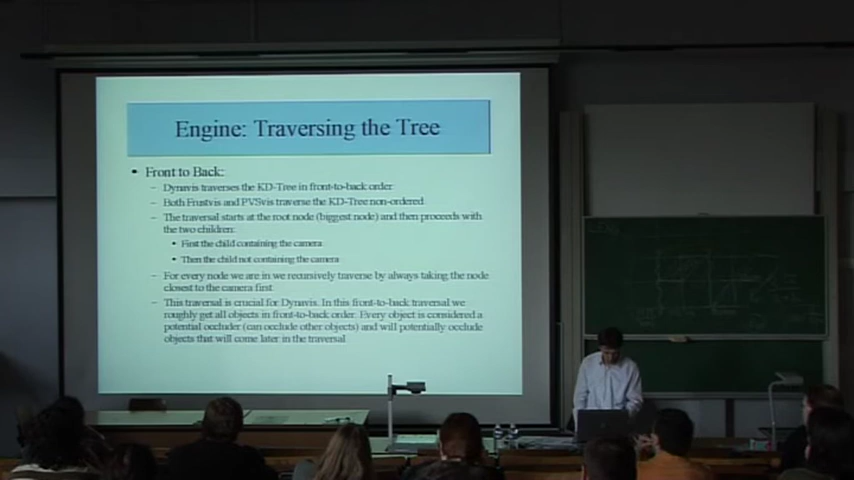 Engine: Traversing the Tree
• Front to Back:
– Dynavis traverses the KD-Tree in front-to-back order.
– Both Frustvis and PVSvis traverse the KD-Tree non-ordered.
– The traversal starts at the root node (biggest node) and then proceeds with
the two children:
• First the child containing the camera
• Then the child not containing the camera
– For every node we are in we recursively traverse by always taking the node
closest to the camera first.
– This traversal is crucial for Dynavis. In this front-to-back traversal we
roughly get all objects in front-to-back order. Every object is considered a
potential occluder (can occlude other objects) and will potentially occlude
objects that will come later in the traversal.